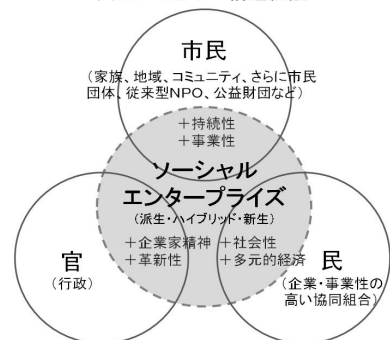 市民
（家族、地域、コミュニティ、さらに市民
団体、従来型NPO、公益財団など）
＋持続性
＋事業性
ソーシャル
エンタープライズ
（派生・ハイブリッド・新生）
＋企業家精神
＋革新性
＋社会性
＋多元的経済
官
（行政）
民
（企業・事業性の
高い協同組合）